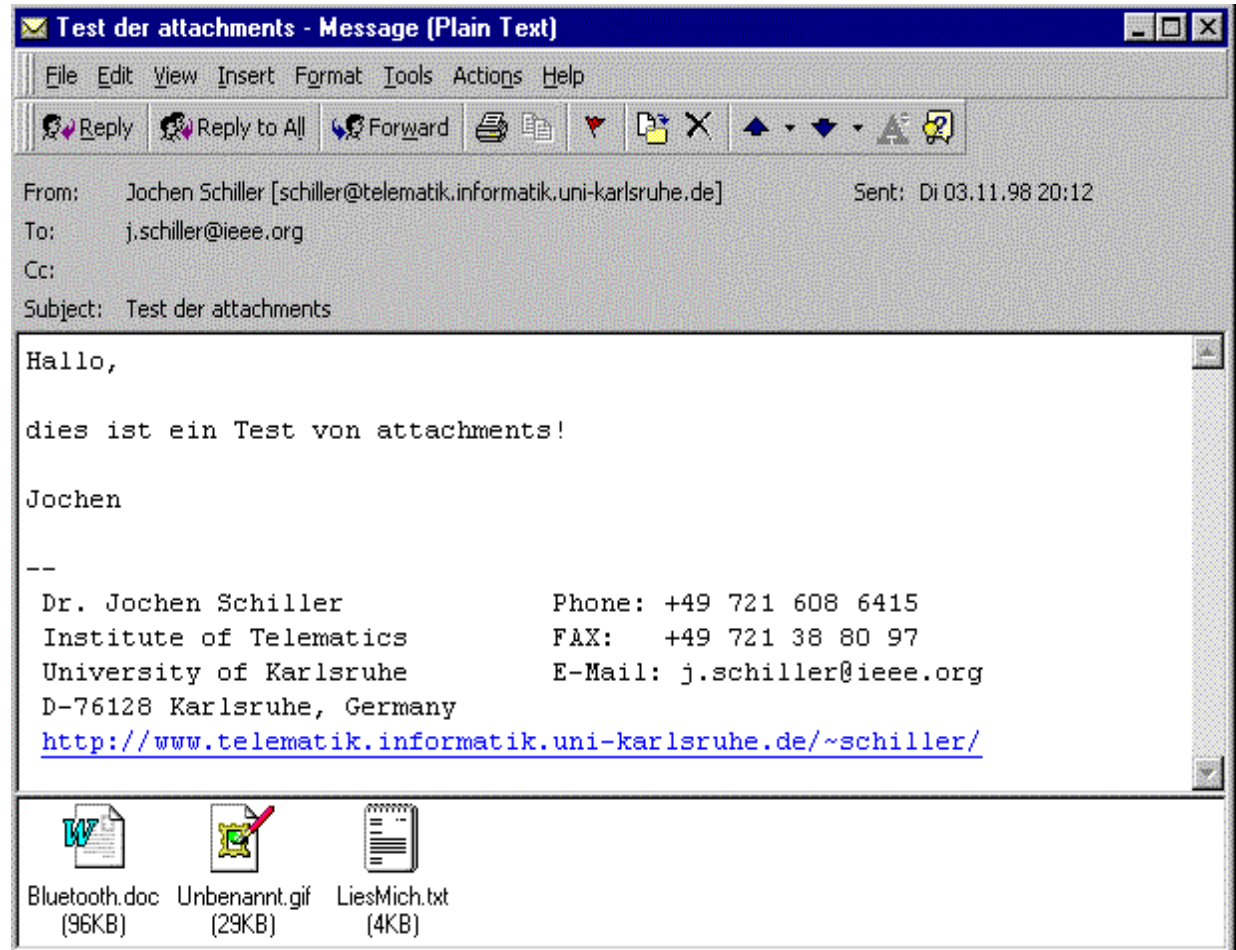 Test der attachments - Message (Plain Text)
File Edit View Insert Format Tools Actions Help
Reply Reply to All Forward
From: Jochen Schiller [schiller@telematik.informatik.uni-karlsruhe.de] Sent: Di 03.11.98 20:12
To: j.schiller@ieee.org
Cc:
Subject: Test der attachments
Hallo,
dies ist ein Test von attachments!
Jochen
--
Dr. Jochen Schiller Phone: +49 721 608 6415
Institute of Telematics FAX: +49 721 38 80 97
University of Karlsruhe E-Mail: j.schiller@ieee.org
D-76128 Karlsruhe, Germany
http://www.telematik.informatik.uni-karlsruhe.de/~schiller/
Bluetooth.doc Unbenannt.gif LiesMich.txt
(96KB) (29KB) (4KB)